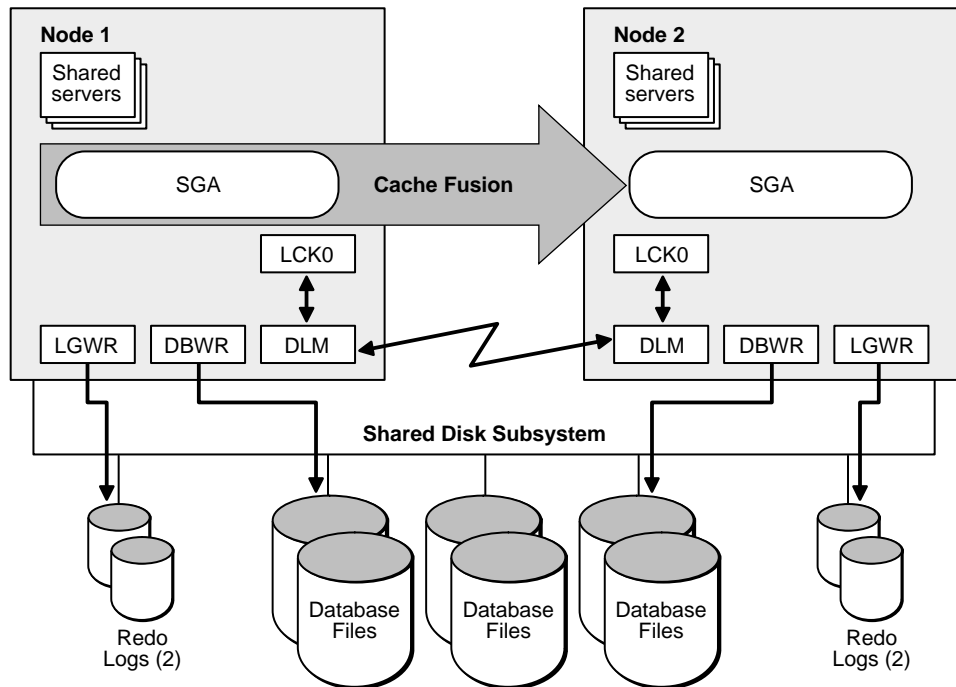 Node 1
Node 2
Shared
servers
Shared
servers
SGA
Cache Fusion
SGA
LCK0
LCK0
LGWR
DBWR
DLM
DLM
DBWR
LGWR
Shared Disk Subsystem
Database
Files
Database
Files
Database
Files
Redo
Logs (2)
Redo
Logs (2)